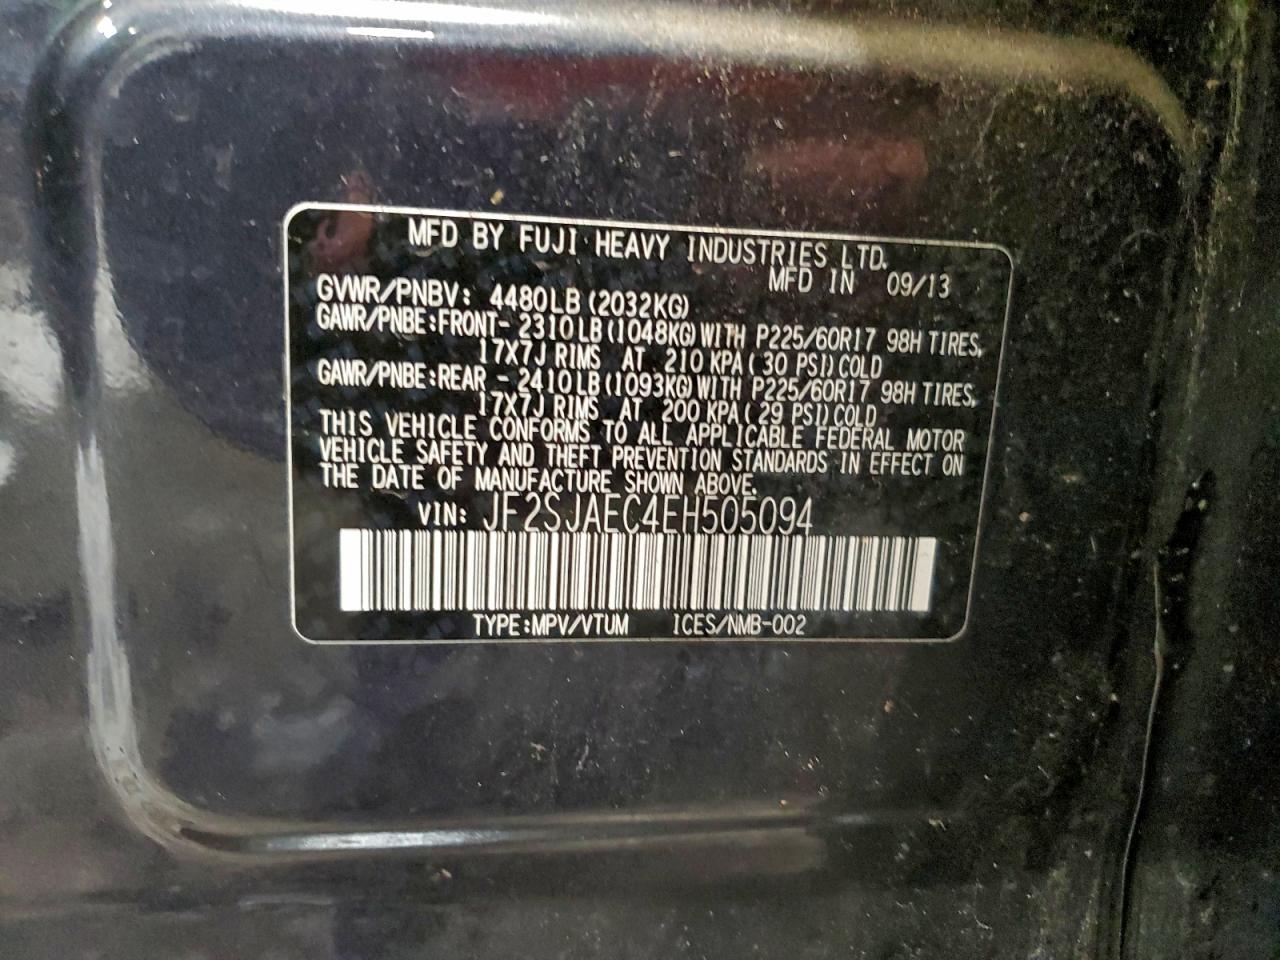 MFD BY FUJI HEAVY INDUSTRIES LTD.
MFD IN 09/13
GVWR/PNBV: 4480LB (2032KG)
GAWR/PNBE:FRONT- 2310LB (1048KG) WITH P225/60R17 98H TIRES,
17X7J RIMS AT 210 KPA ( 30 PSI) COLD
GAWR/PNBE:REAR - 2410LB (1093KG) WITH P225/60R17 98H TIRES,
17X7J RIMS AT 200 KPA ( 29 PSI) COLD
THIS VEHICLE CONFORMS TO ALL APPLICABLE FEDERAL MOTOR
VEHICLE SAFETY AND THEFT PREVENTION STANDARDS IN EFFECT ON
THE DATE OF MANUFACTURE SHOWN ABOVE.
VIN: JF2SJAEC4EH505094
TYPE:MPV/VTUM ICES/NMB-002